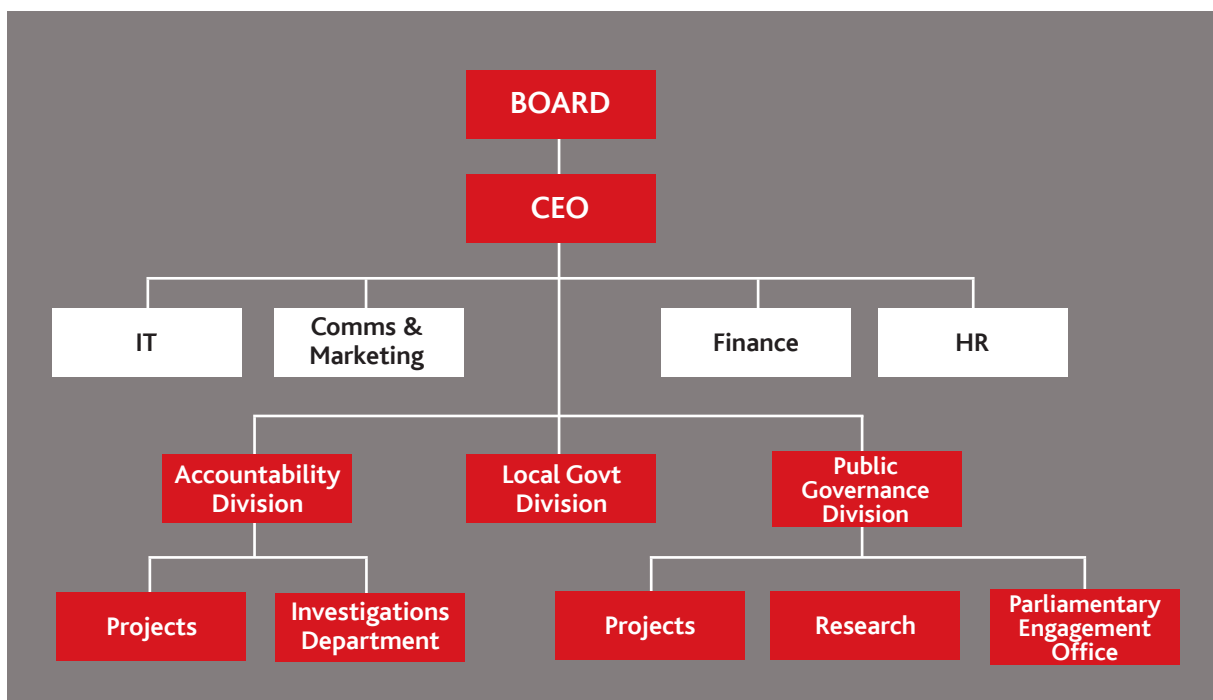 BOARD
CEO
IT
Comms &
Marketing
Finance
HR
Accountability
Division
Local Govt
Division
Public
Governance
Division
Projects
Investigations
Department
Projects
Research
Parliamentary
Engagement
Office